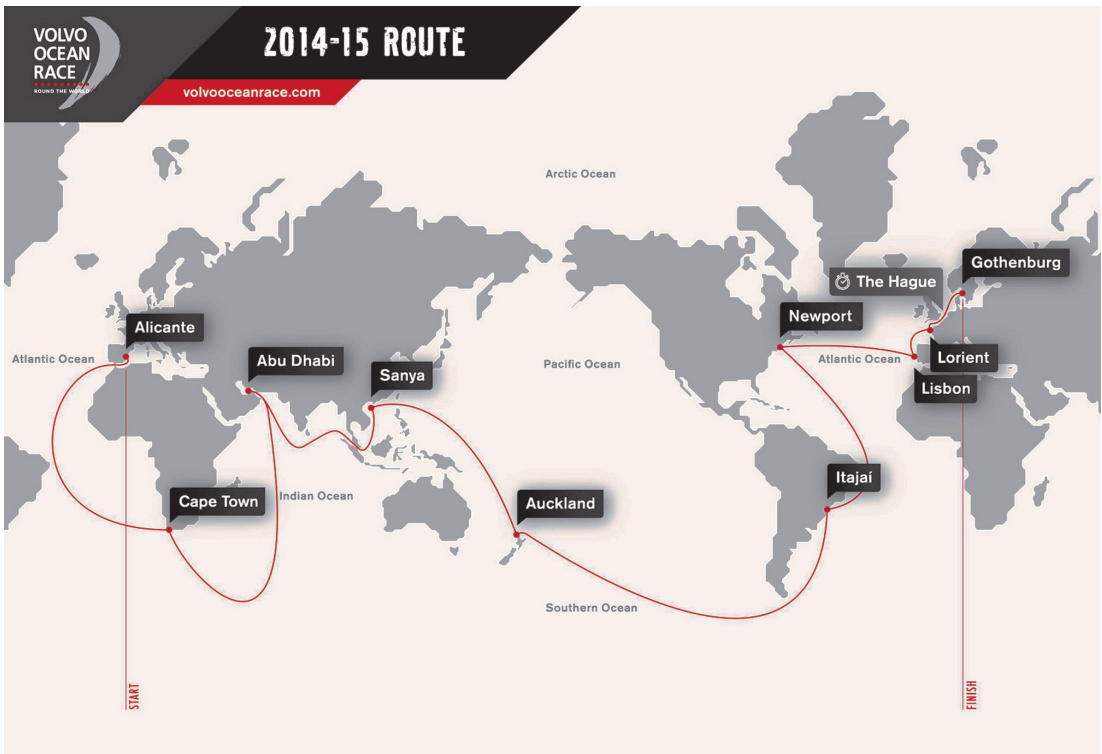 VOLVO
OCEAN
RACE
ROUND THE WORLD
2014-15 ROUTE
volvooceanrace.com
Arctic Ocean
Gothenburg
The Hague
Newport
Alicante
Atlantic Ocean
Abu Dhabi
Sanya
Pacific Ocean
Atlantic Ocean
Lorient
Lisbon
Itajaí
Cape Town
Indian Ocean
Auckland
Southern Ocean
START
FINISH